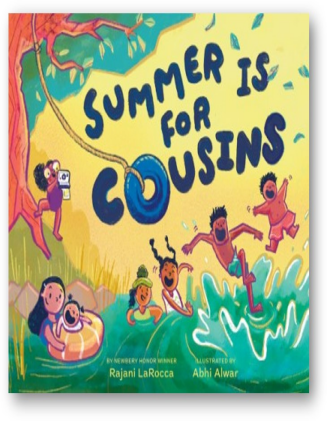 SUMMER IS
FOR
COUSINS
BY NEWBERY HONOR WINNER
Rajani LaRocca
ILLUSTRATED BY
Abhi Alwar